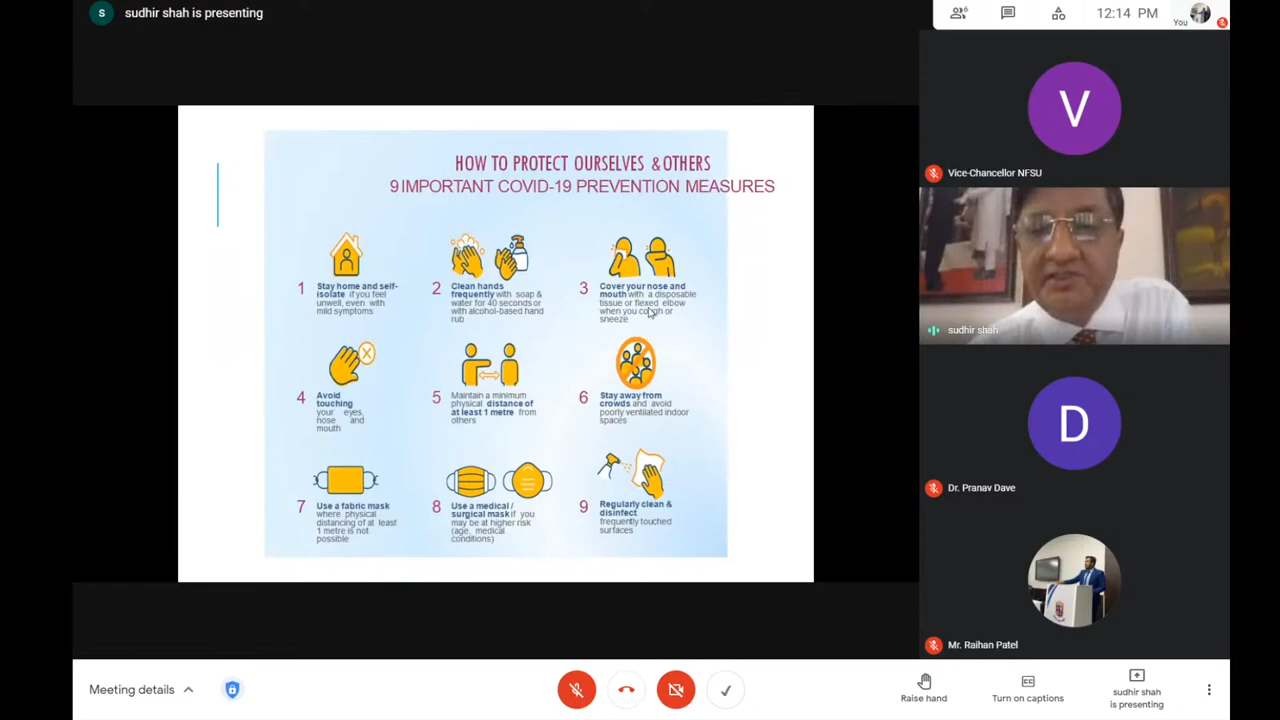 S sudhir shah is presenting
6
12:14 PM
You
HOW TO PROTECT OURSELVES & OTHERS
9 IMPORTANT COVID-19 PREVENTION MEASURES
1 Stay home and self-
isolate if you feel
unwell, even with
mild symptoms
2 Clean hands
frequently with soap &
water for 40 seconds or
with alcohol-based hand
rub
3 Cover your nose and
mouth with a disposable
tissue or flexed elbow
when you cough or
sneeze
4 Avoid
touching
your eyes,
nose and
mouth
5 Maintain a minimum
physical distance of
at least 1 metre from
others
6 Stay away from
crowds and avoid
poorly ventilated indoor
spaces
7 Use a fabric mask
where physical
distancing of at least
1 metre is not
possible
8 Use a medical /
surgical mask if you
may be at higher risk
(age, medical
conditions)
9 Regularly clean &
disinfect
frequently touched
surfaces
V
Vice-Chancellor NFSU
sudhir shah
D
Dr. Pranav Dave
Mr. Raihan Patel
Meeting details
Raise hand
CC
Turn on captions
sudhir shah
is presenting